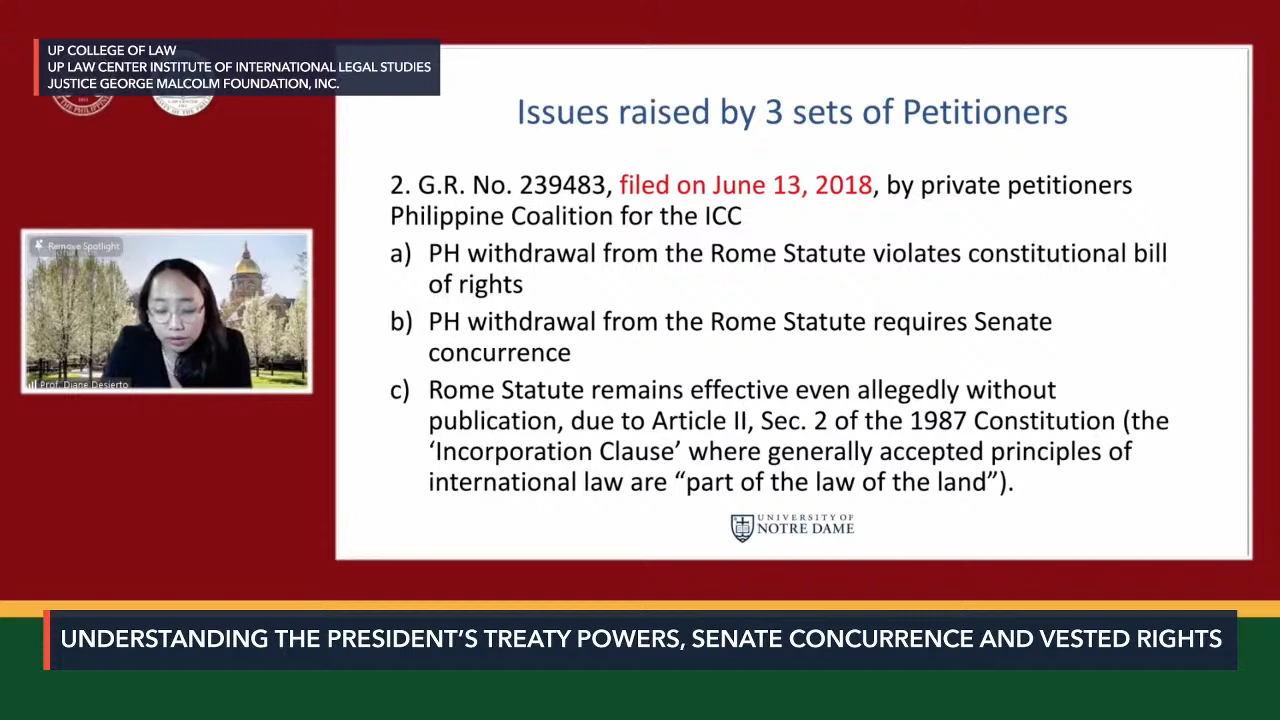 UP COLLEGE OF LAW
UP LAW CENTER INSTITUTE OF INTERNATIONAL LEGAL STUDIES
JUSTICE GEORGE MALCOLM FOUNDATION, INC.
Issues raised by 3 sets of Petitioners
2. G.R. No. 239483, filed on June 13, 2018, by private petitioners
Philippine Coalition for the ICC
a) PH withdrawal from the Rome Statute violates constitutional bill
of rights
b) PH withdrawal from the Rome Statute requires Senate
concurrence
c) Rome Statute remains effective even allegedly without
publication, due to Article II, Sec. 2 of the 1987 Constitution (the
‘Incorporation Clause’ where generally accepted principles of
international law are “part of the law of the land”).
UNIVERSITY OF
NOTRE DAME
Remove Spotlight
Prof. Diane Desierto
UNDERSTANDING THE PRESIDENT’S TREATY POWERS, SENATE CONCURRENCE AND VESTED RIGHTS